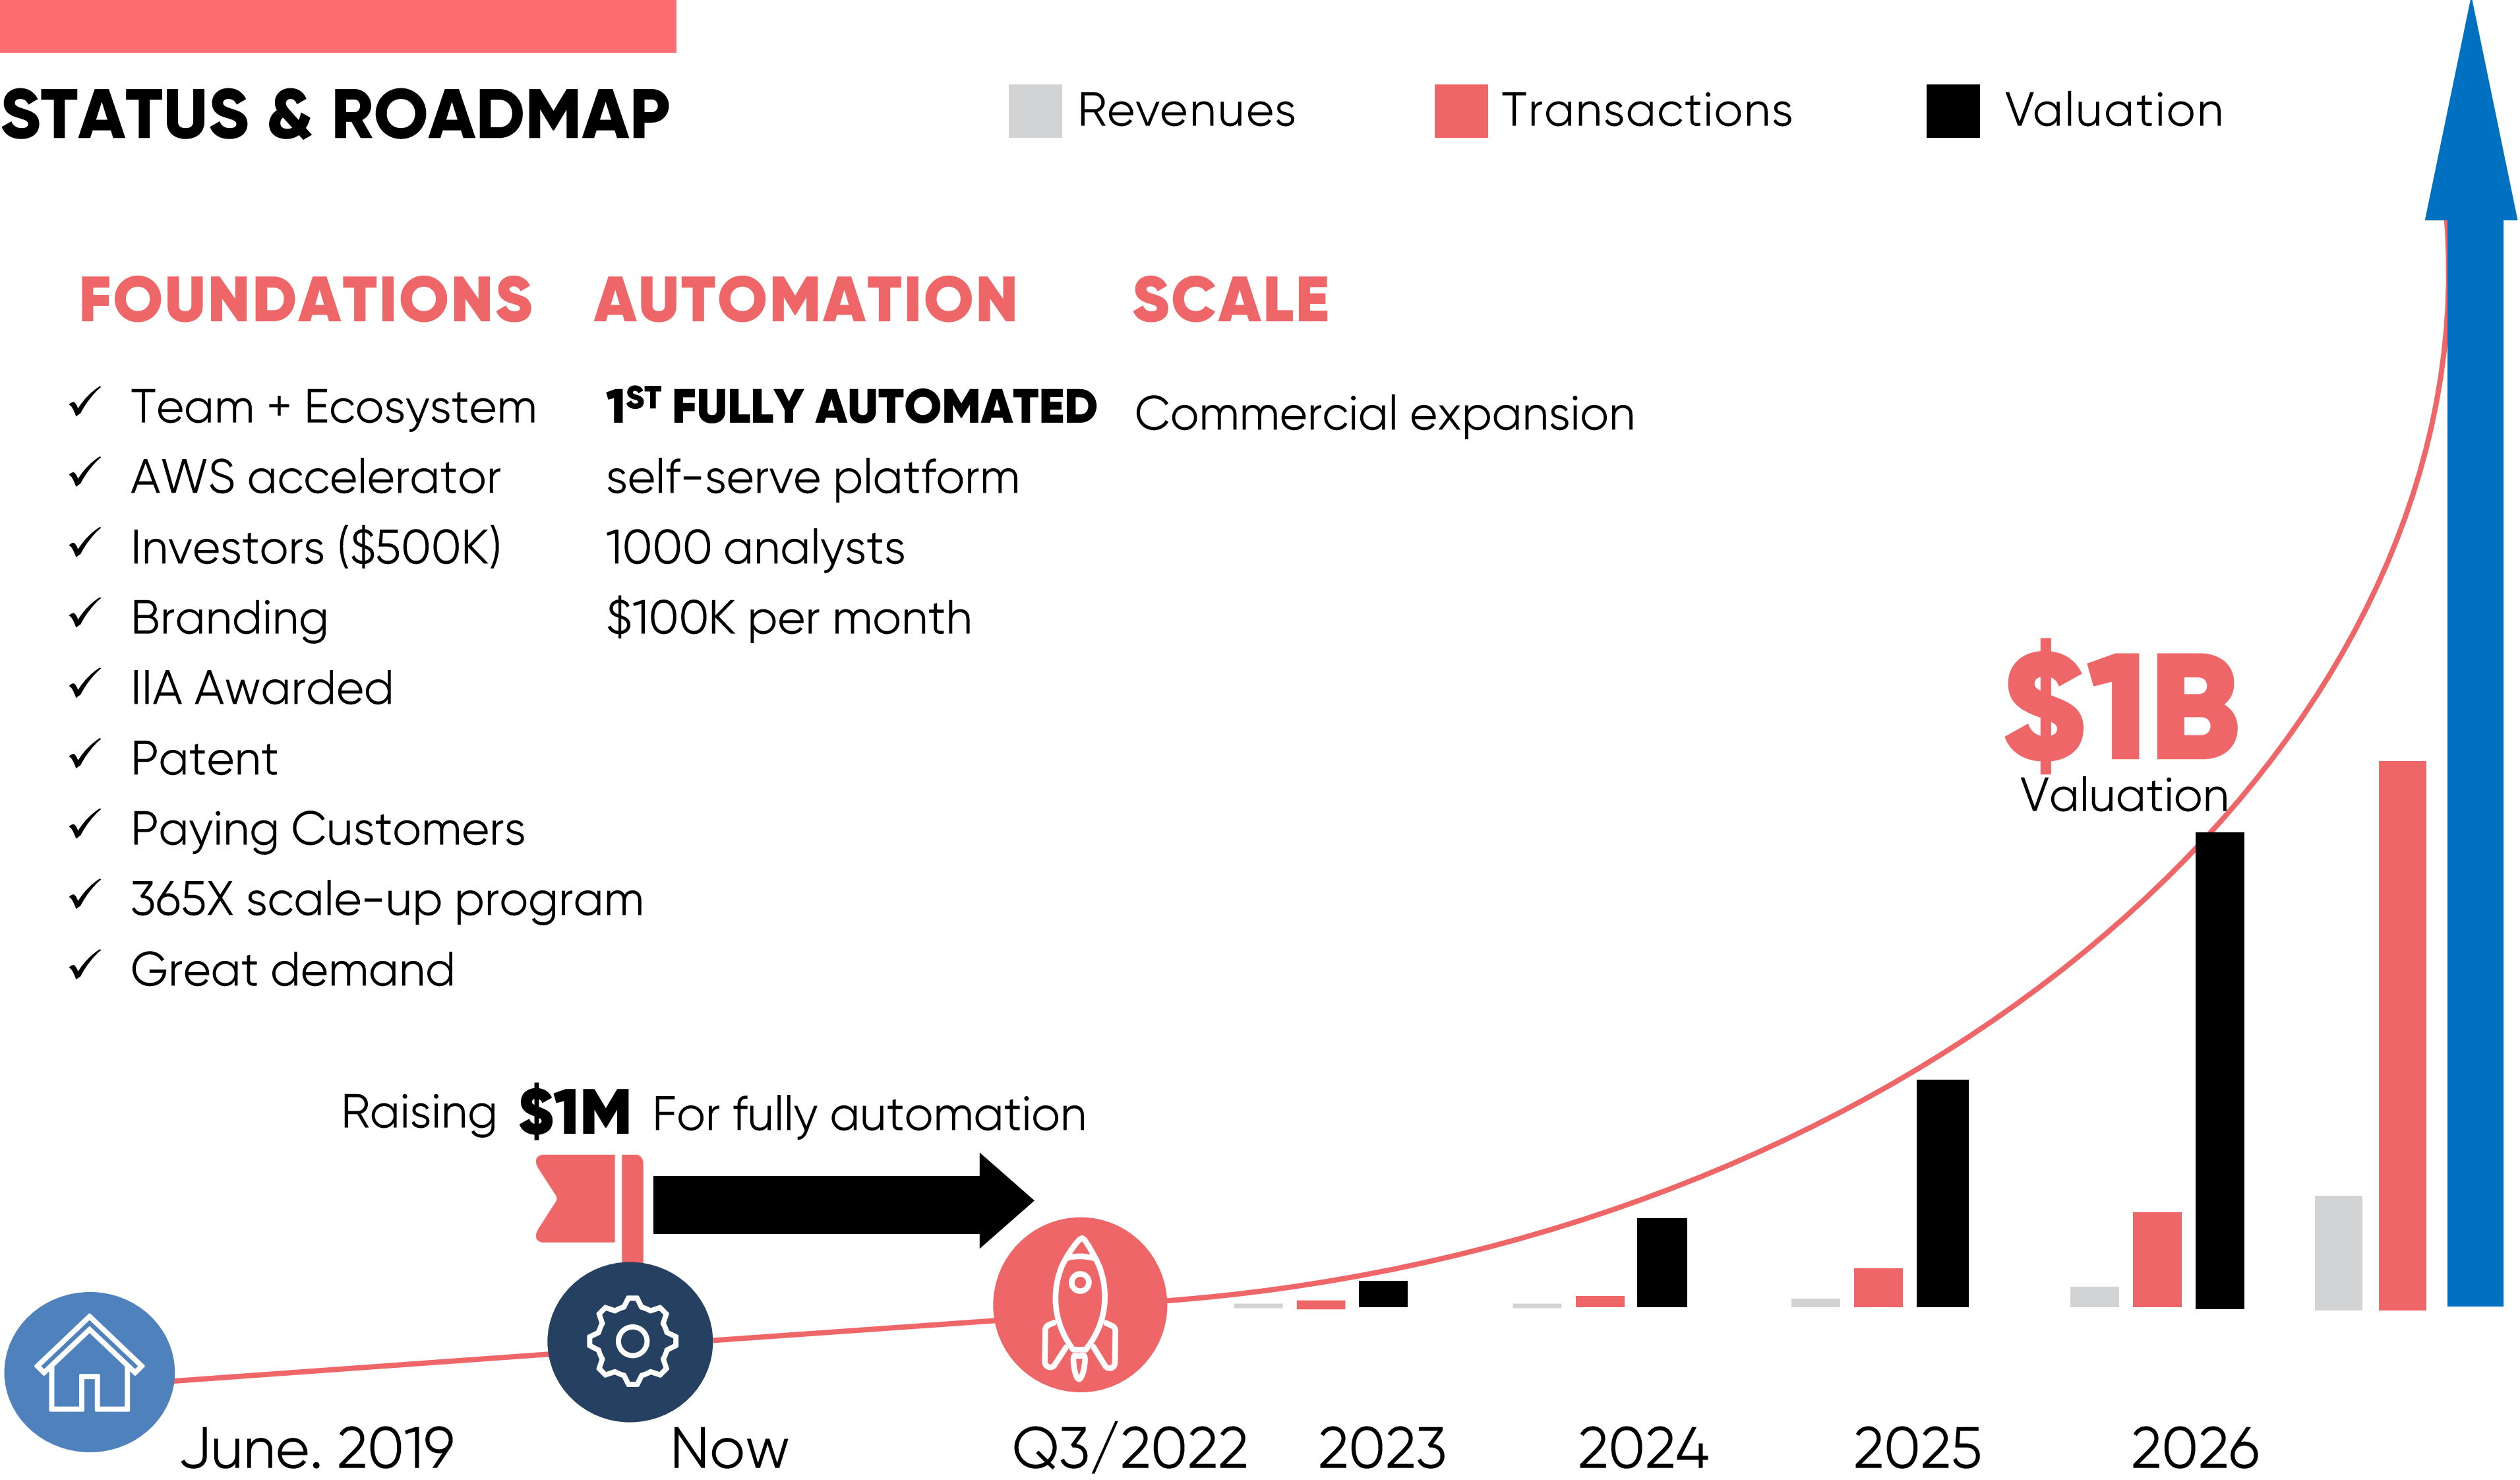 STATUS & ROADMAP
Revenues
Transactions
Valuation
FOUNDATIONS
✓ Team + Ecosystem
✓ AWS accelerator
✓ Investors ($500K)
✓ Branding
✓ IIA Awarded
✓ Patent
✓ Paying Customers
✓ 365X scale-up program
✓ Great demand
AUTOMATION
1ST FULLY AUTOMATED
self-serve platform
1000 analysts
$100K per month
SCALE
Commercial expansion
$1B
Valuation
Raising $1M For fully automation
June. 2019
Now
Q3/2022
2023
2024
2025
2026